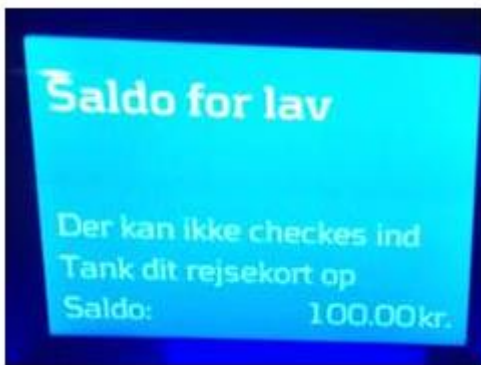 Saldo for lav
Der kan ikke checkes ind
Tank dit rejsekort op
Saldo: 100.00kr.